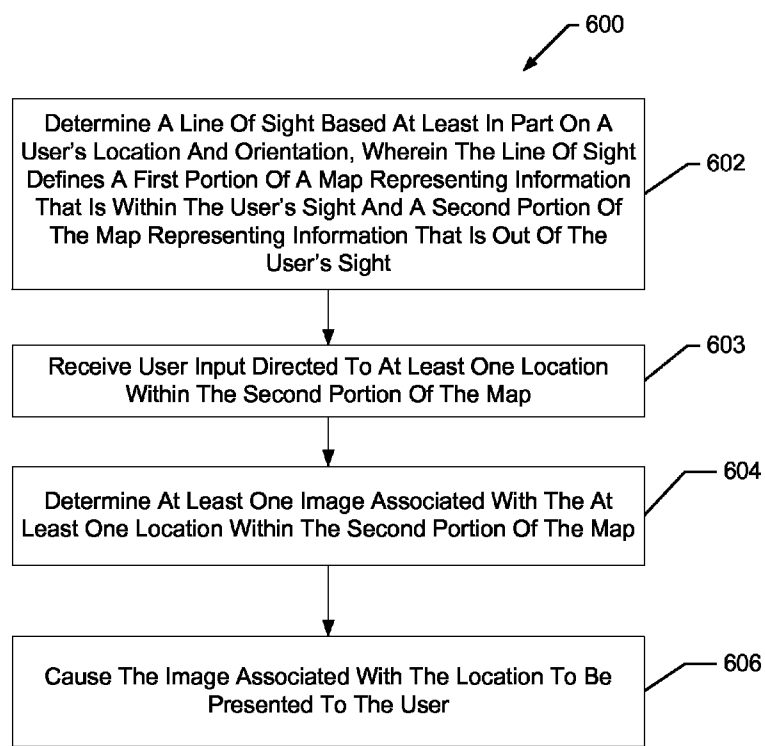 600
Determine A Line Of Sight Based At Least In Part On A
User's Location And Orientation, Wherein The Line Of Sight
Defines A First Portion Of A Map Representing Information
That Is Within The User's Sight And A Second Portion Of
The Map Representing Information That Is Out Of The
User's Sight
602
Receive User Input Directed To At Least One Location
Within The Second Portion Of The Map
603
Determine At Least One Image Associated With The At
Least One Location Within The Second Portion Of The Map
604
Cause The Image Associated With The Location To Be
Presented To The User
606